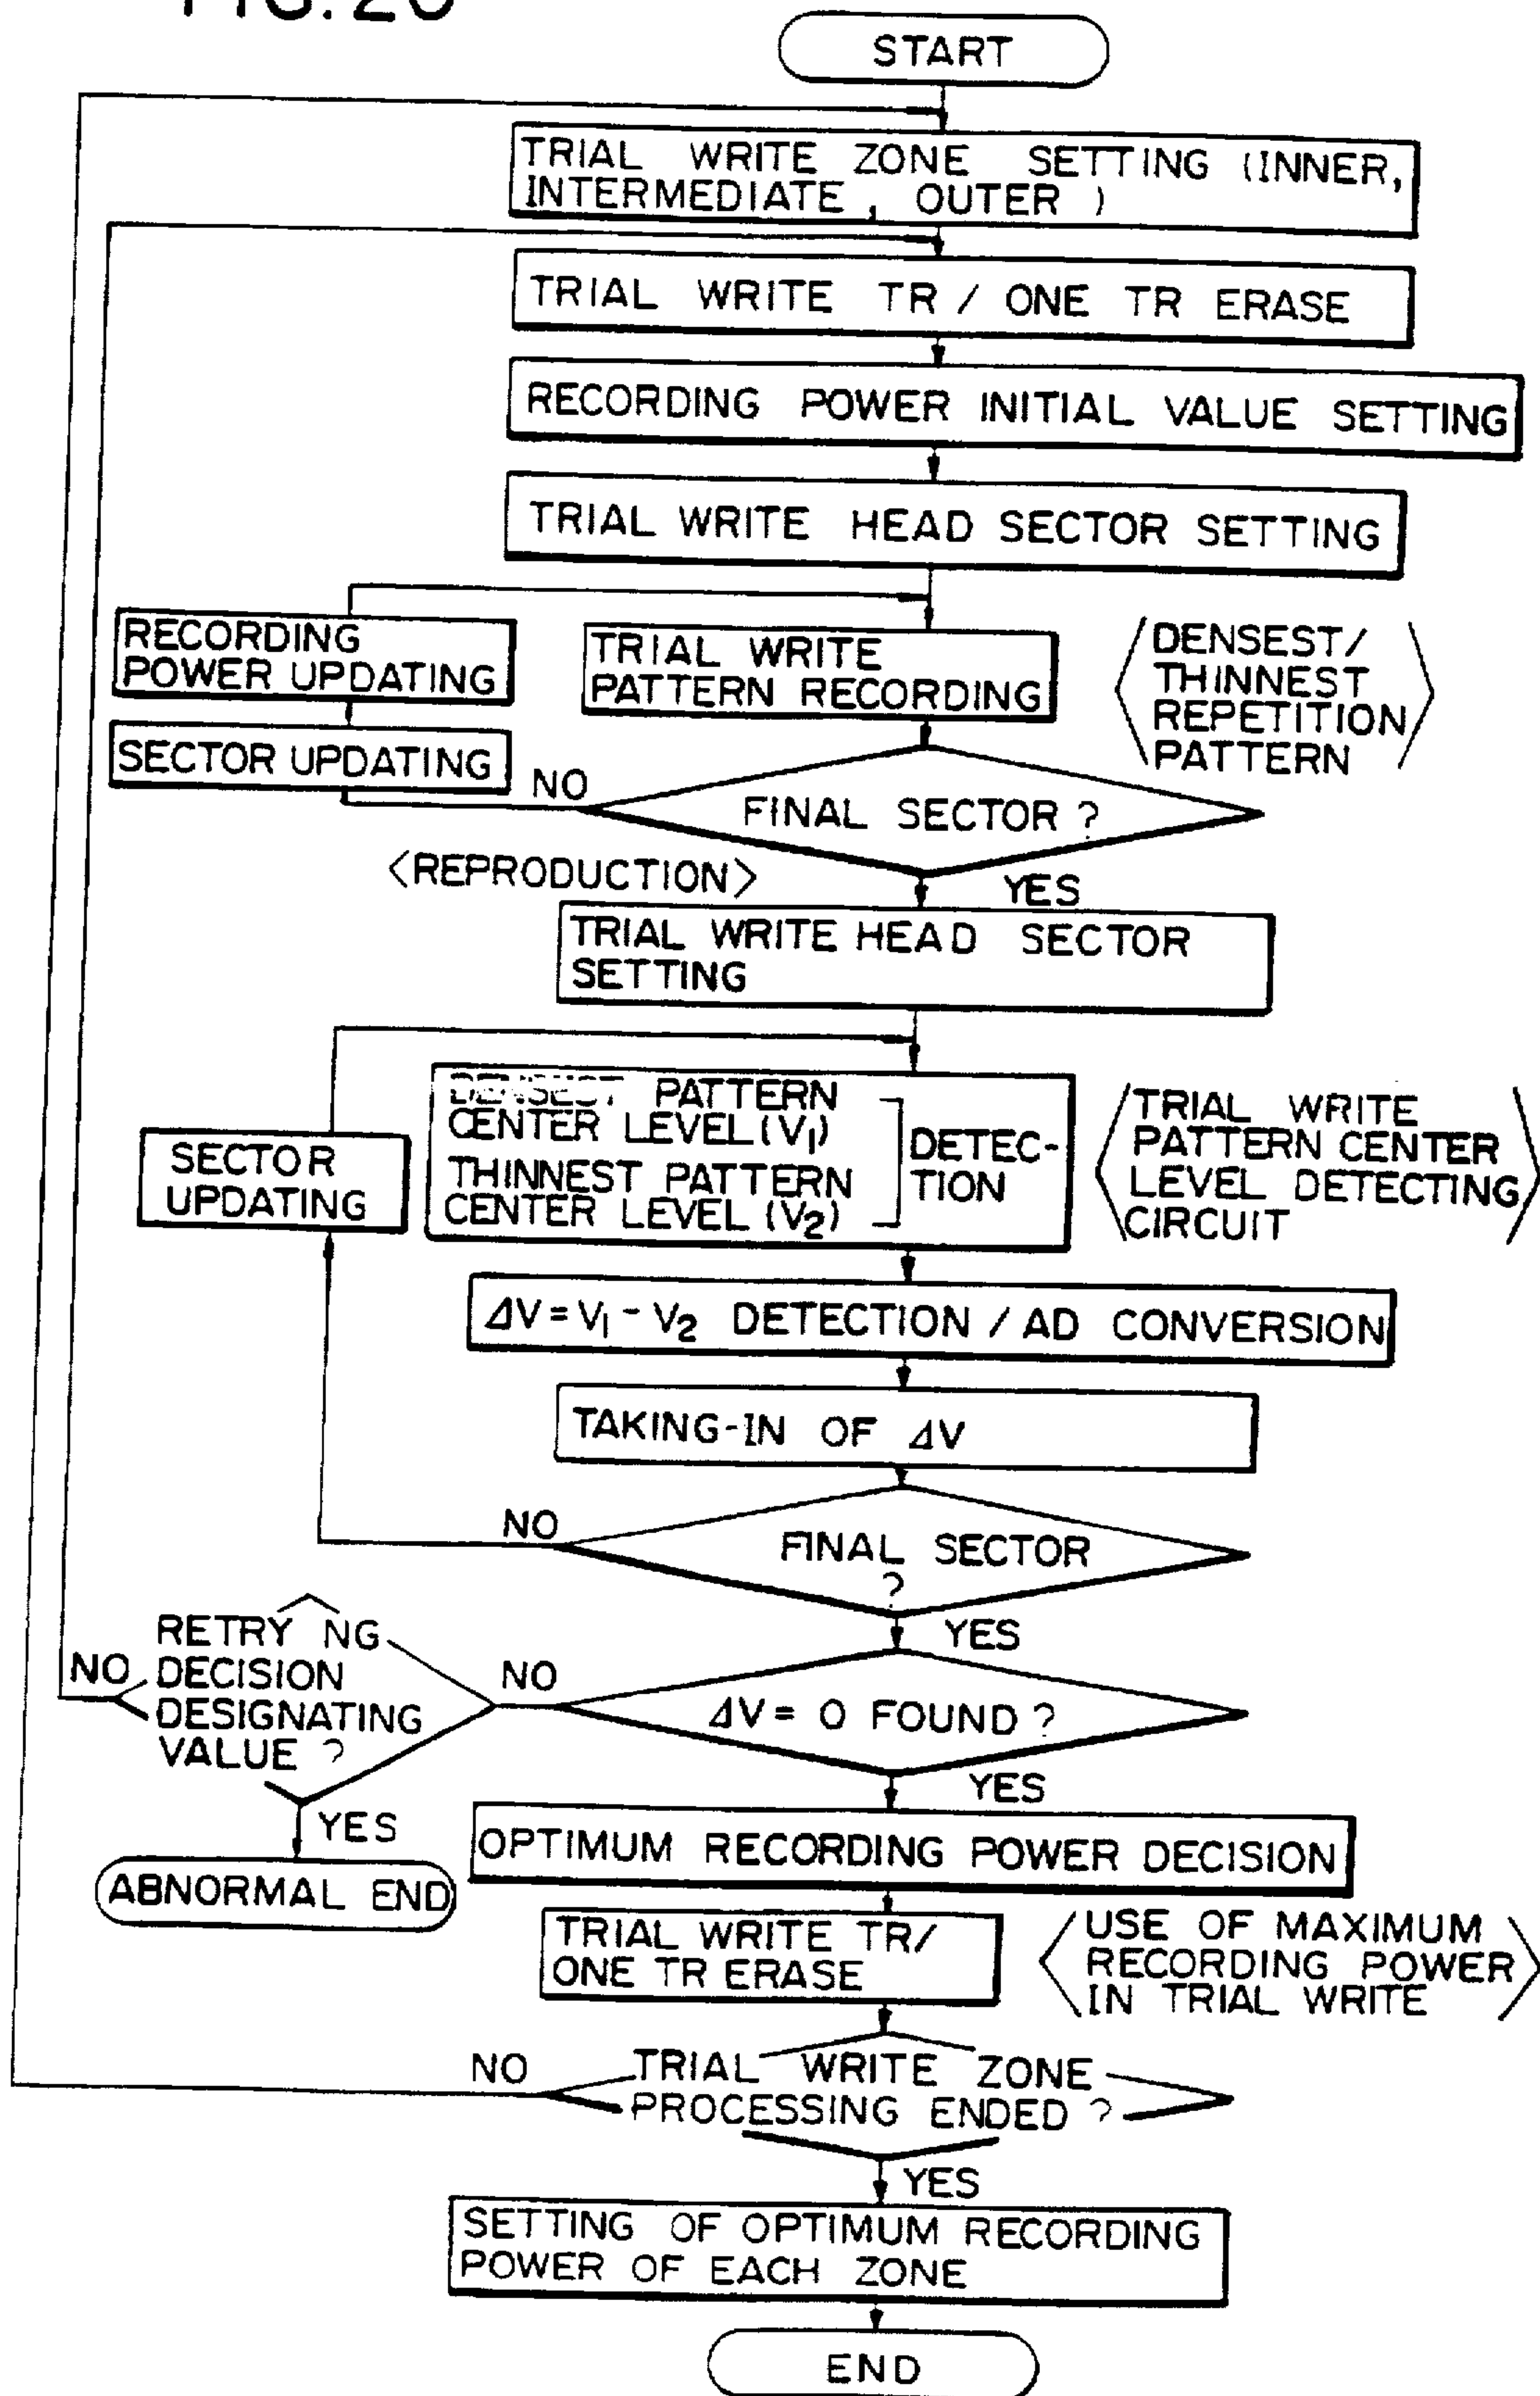 START
TRIAL WRITE ZONE SETTING (INNER,
INTERMEDIATE, OUTER )
TRIAL WRITE TR / ONE TR ERASE
RECORDING POWER INITIAL VALUE SETTING
TRIAL WRITE HEAD SECTOR SETTING
RECORDING
POWER UPDATING
SECTOR UPDATING
TRIAL WRITE
PATTERN RECORDING
DENSEST/
THINNEST
REPETITION
PATTERN
NO
FINAL SECTOR ?
<REPRODUCTION>
YES
TRIAL WRITE HEAD SECTOR
SETTING
SECTOR
UPDATING
PATTERN
CENTER LEVEL (V1)
THINNEST PATTERN
CENTER LEVEL (V2)
DETEC-
TION
TRIAL WRITE
PATTERN CENTER
LEVEL DETECTING
CIRCUIT
ΔV = V1 - V2 DETECTION / AD CONVERSION
TAKING-IN OF ΔV
NO
FINAL SECTOR
?
YES
RETRY NG
DECISION
DESIGNATING
VALUE ?
NO
NO
ΔV = 0 FOUND ?
YES
YES
ABNORMAL END
OPTIMUM RECORDING POWER DECISION
TRIAL WRITE TR/
ONE TR ERASE
USE OF MAXIMUM
RECORDING POWER
IN TRIAL WRITE
NO
TRIAL WRITE ZONE
PROCESSING ENDED ?
YES
SETTING OF OPTIMUM RECORDING
POWER OF EACH ZONE
END